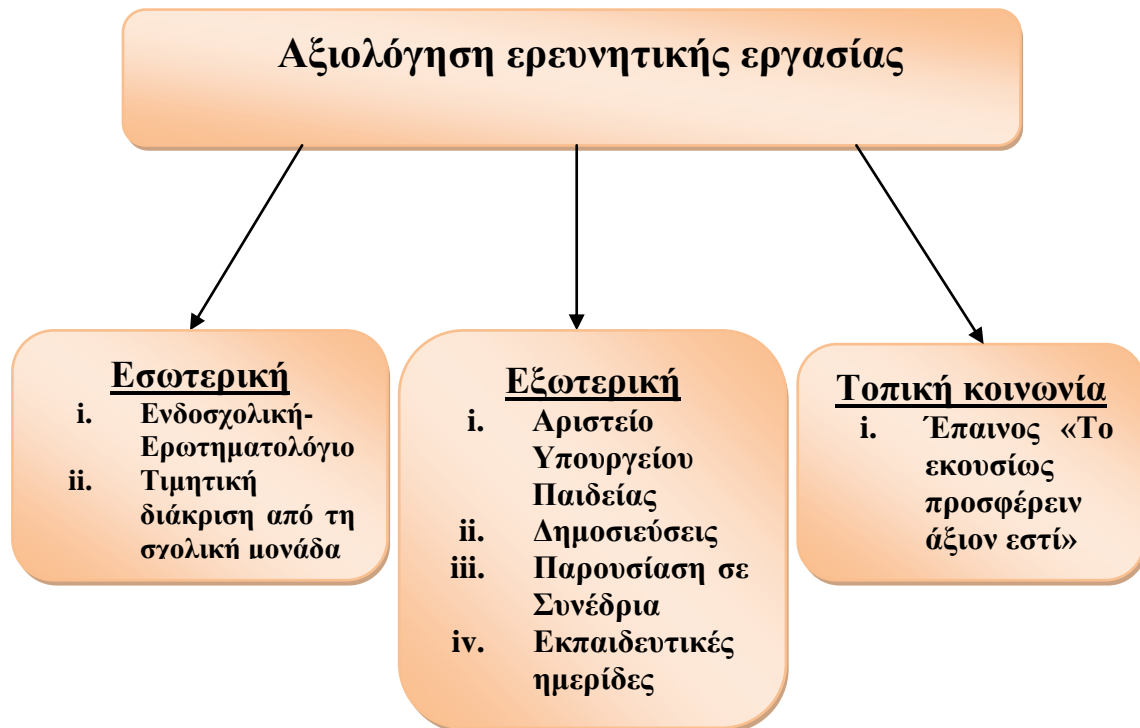 Αξιολόγηση ερευνητικής εργασίας
Εσωτερική
i. Ενδοσχολική-
Ερωτηματολόγιο
ii. Τιμητική
διάκριση από τη
σχολική μονάδα
Εξωτερική
i. Αριστείο
Υπουργείου
Παιδείας
ii. Δημοσιεύσεις
iii. Παρουσίαση σε
Συνέδρια
iv. Εκπαιδευτικές
ημερίδες
Τοπική κοινωνία
i. Έπαινος «Το
εκουσίως
προσφέρειν
άξιον εστί»